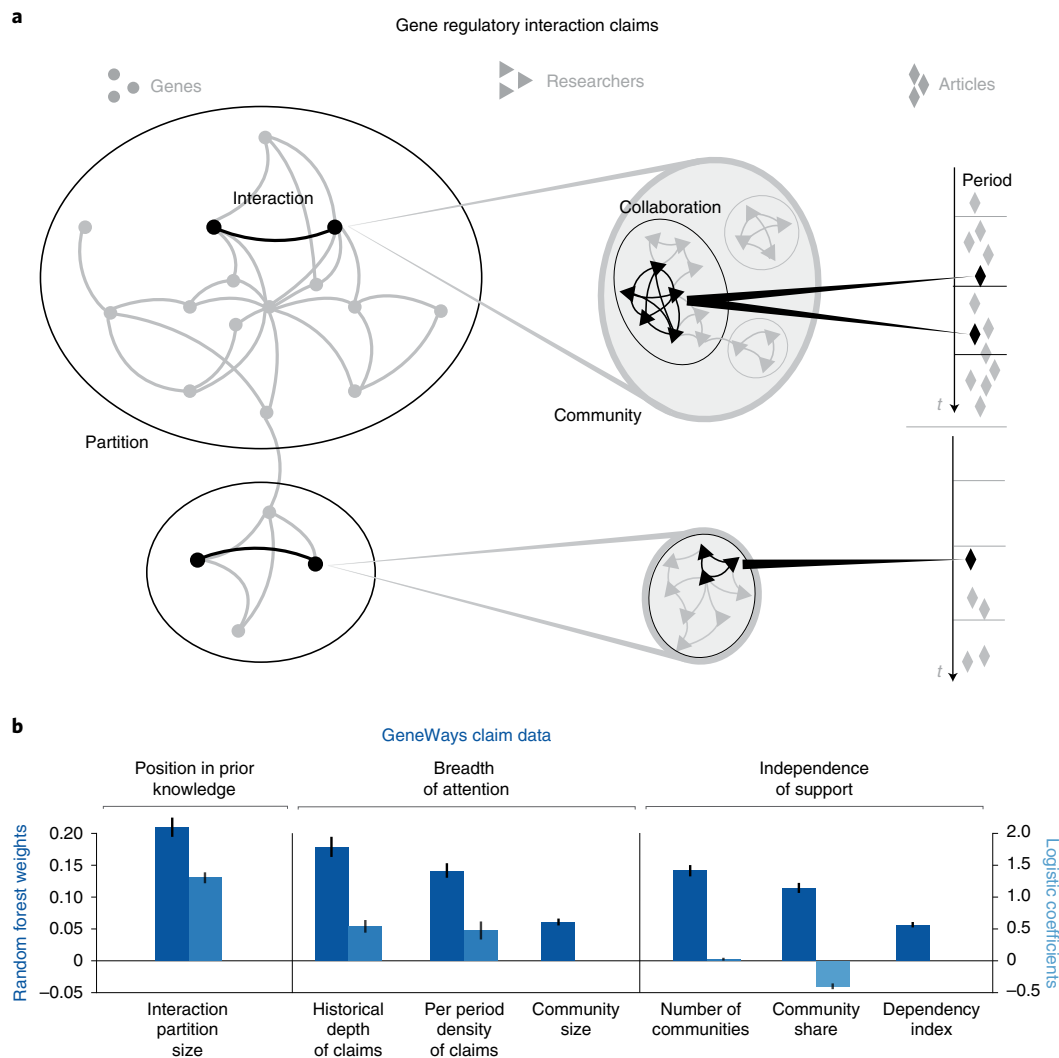 a
Gene regulatory interaction claims
Genes
Researchers
Articles
Interaction
Partition
Collaboration
Community
Period
t
t
b
GeneWays claim data
Position in prior
knowledge
Breadth
of attention
Independence
of support
Random forest weights
0.20
0.15
0.10
0.05
0
–0.05
2.0
1.5
1.0
0.5
0
–0.5
Logistic coefficients
Interaction
partition
size
Historical
depth
of claims
Per period
density
of claims
Community
size
Number of
communities
Community
share
Dependency
index